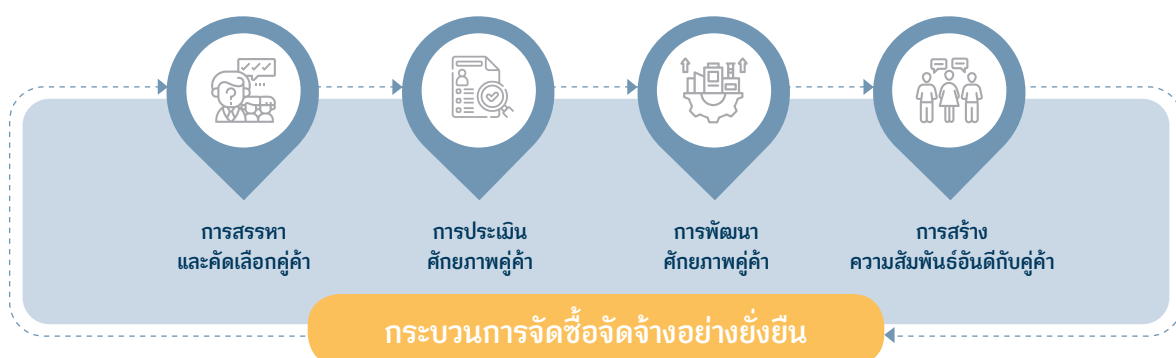 การสรรหา
และคัดเลือกคู่ค้า
การประเมิน
ศักยภาพคู่ค้า
การพัฒนา
ศักยภาพคู่ค้า
การสร้าง
ความสัมพันธ์อันดีกับคู่ค้า
กระบวนการจัดซื้อจัดจ้างอย่างยั่งยืน